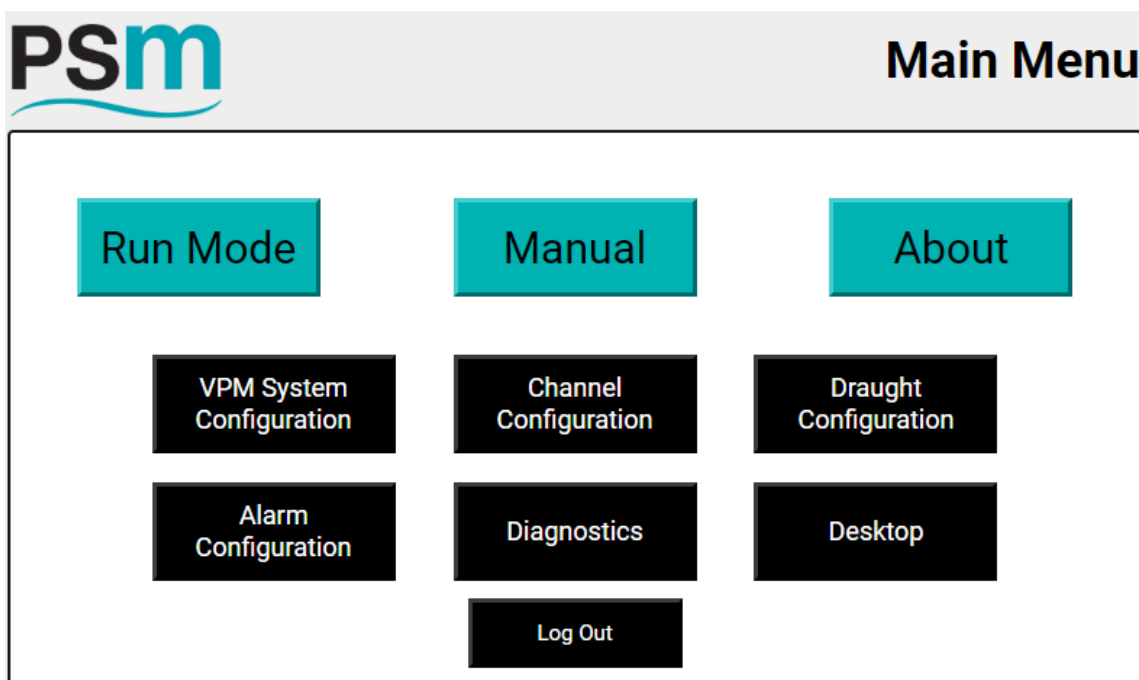 PSm
Main Menu
Run Mode
Manual
About
VPM System
Configuration
Channel
Configuration
Draught
Configuration
Alarm
Configuration
Diagnostics
Desktop
Log Out